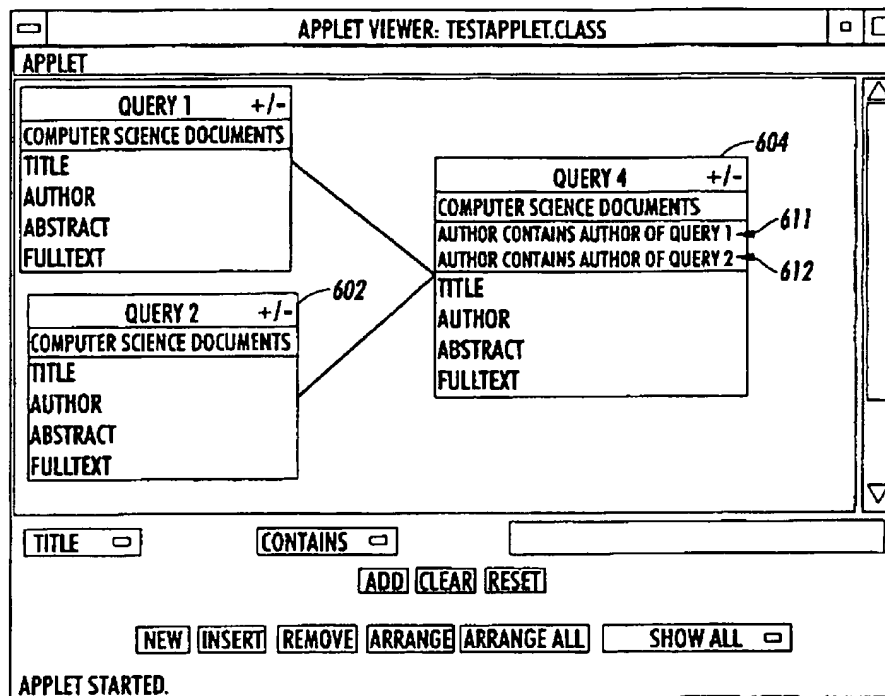 APPLET VIEWER: TESTAPPLET.CLASS
APPLET
QUERY 1 +/-
COMPUTER SCIENCE DOCUMENTS
TITLE
AUTHOR
ABSTRACT
FULLTEXT
QUERY 2 +/-
602
COMPUTER SCIENCE DOCUMENTS
TITLE
AUTHOR
ABSTRACT
FULLTEXT
604
QUERY 4 +/-
COMPUTER SCIENCE DOCUMENTS
AUTHOR CONTAINS AUTHOR OF QUERY 1
611
AUTHOR CONTAINS AUTHOR OF QUERY 2
612
TITLE
AUTHOR
ABSTRACT
FULLTEXT
TITLE CONTAINS
ADD CLEAR RESET
NEW INSERT REMOVE ARRANGE ARRANGE ALL SHOW ALL
APPLET STARTED.